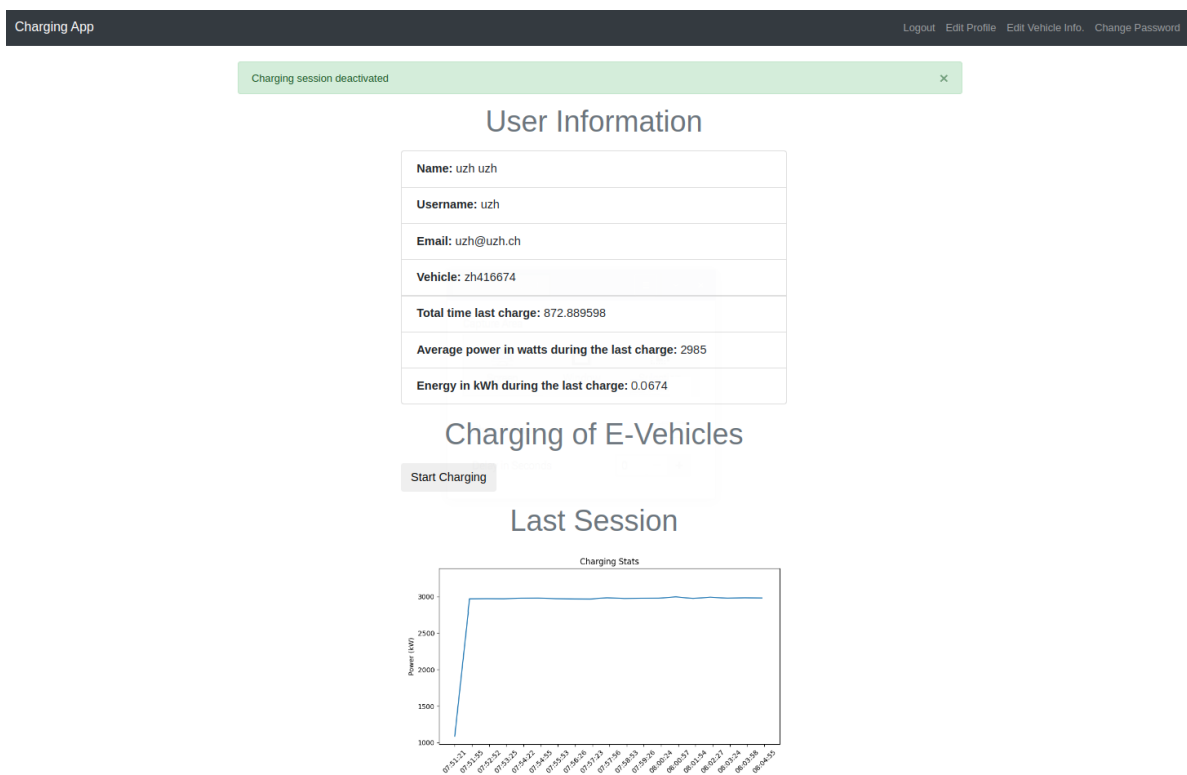 Charging App
Logout Edit Profile Edit Vehicle Info. Change Password
Charging session deactivated ×
User Information
Name: uzh uzh
Username: uzh
Email: uzh@uzh.ch
Vehicle: zh416674
Total time last charge: 872.889598
Average power in watts during the last charge: 2985
Energy in kWh during the last charge: 0.0674
Charging of E-Vehicles
Start Charging
Last Session
Charging Stats
Power (kW)
3000
2500
2000
1500
1000
07:51:21 07:51:55 07:52:52 07:53:25 07:54:22 07:54:55 07:55:53 07:56:26 07:57:23 07:57:56 07:58:53 07:59:26 08:00:24 08:00:57 08:01:54 08:02:27 08:03:24 08:03:58 08:04:55